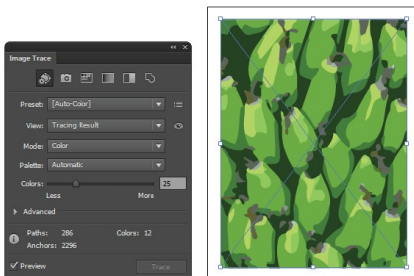 Image Trace
Preset: [Auto-Color]
View: Tracing Result
Mode: Color
Palette: Automatic
Colors: 25
Less More
Advanced
Paths: 286 Colors: 12
Anchors: 2296
Preview Trace